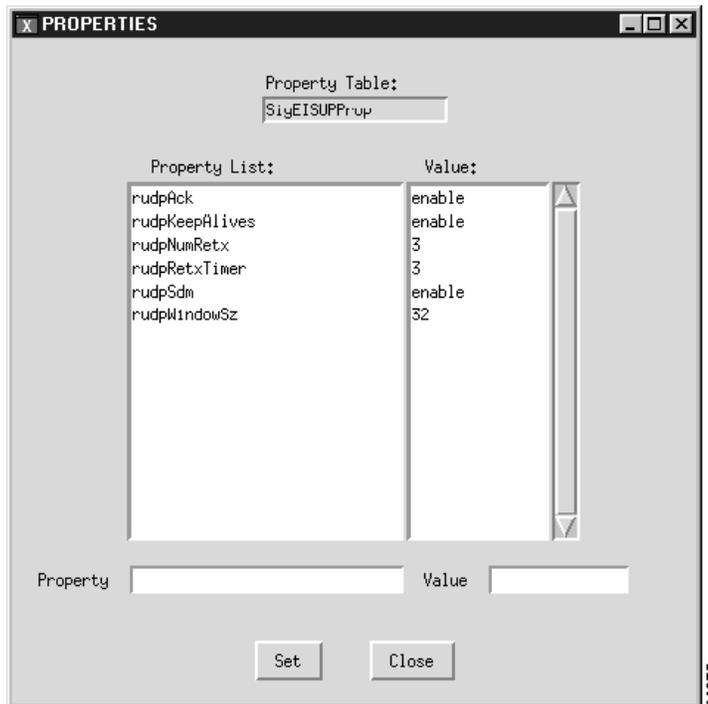 X PROPERTIES
Property Table:
SigEISUPProp
Property List: Value:
rudpAck enable
rudpKeepAlives enable
rudpNumRetx 3
rudpRetxTimer 3
rudpSdm enable
rudpWindowSz 32
Property Value
Set Close